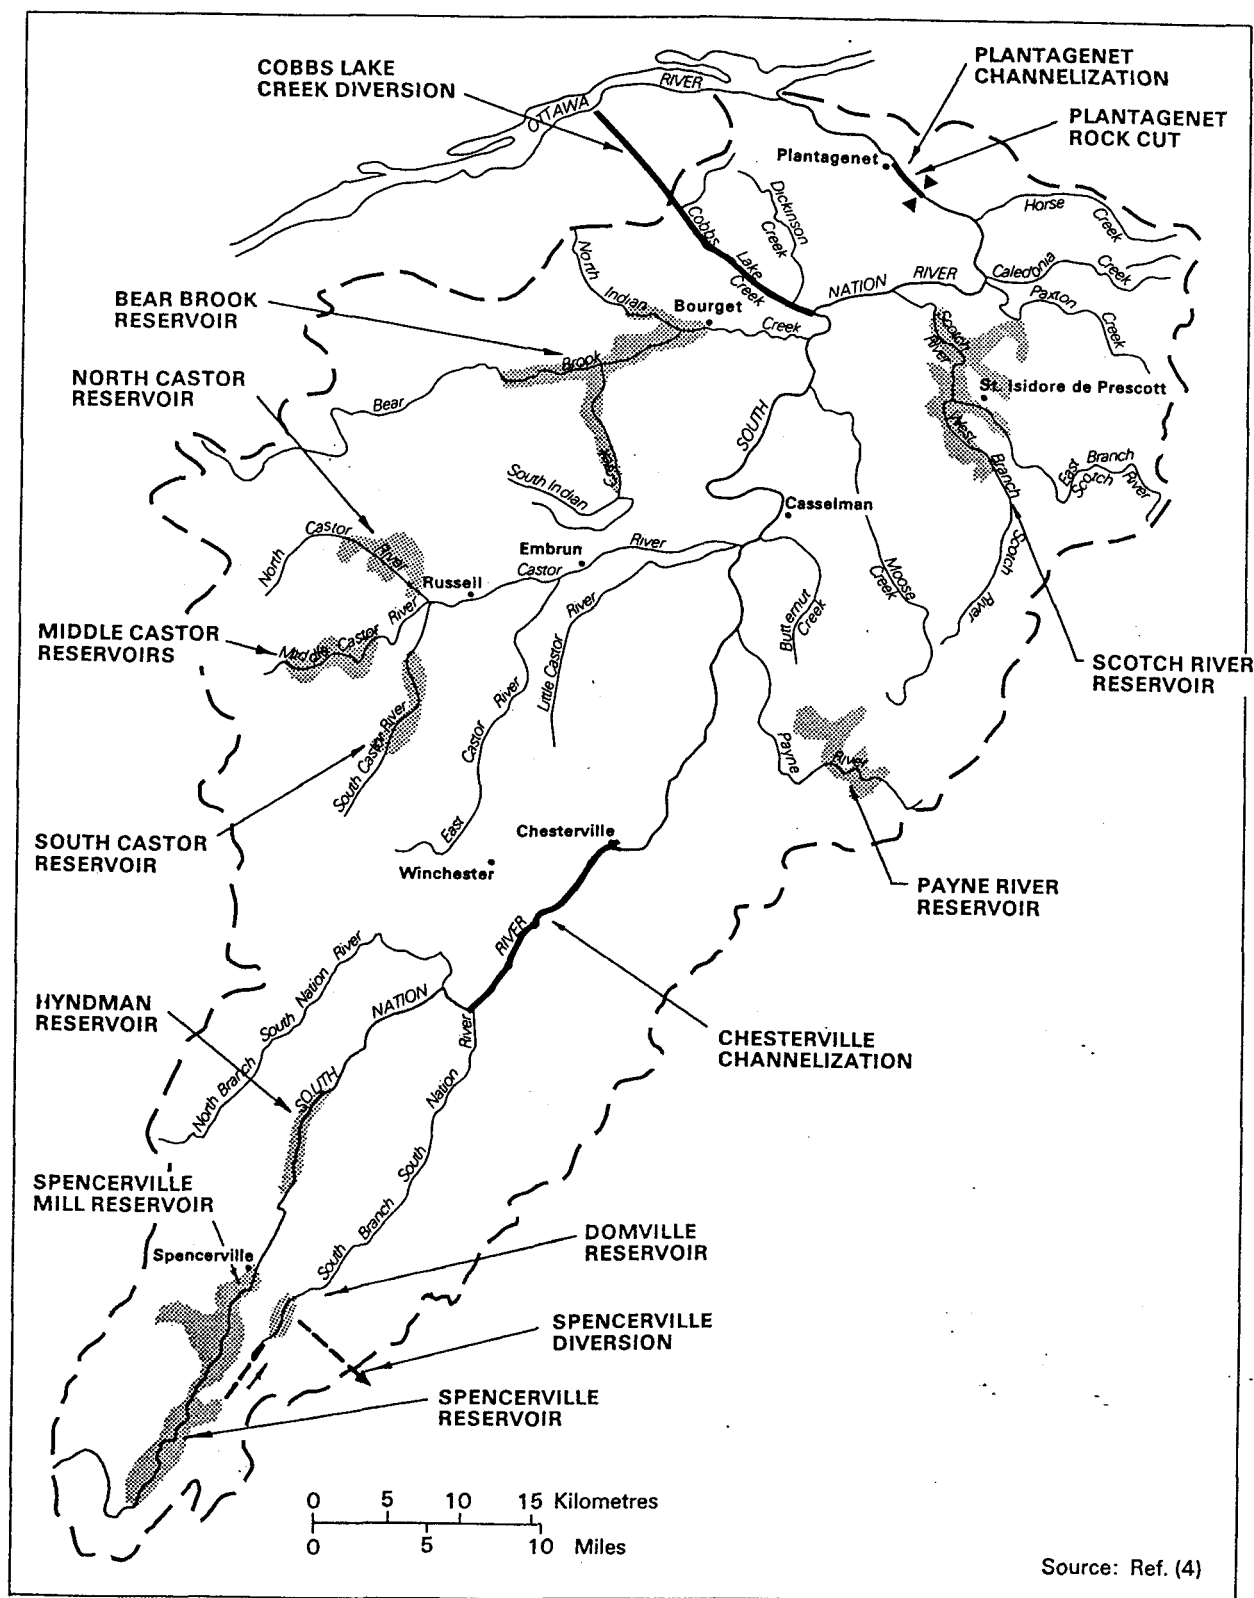 COBBS LAKE
CREEK DIVERSION
PLANTAGENET
CHANNELIZATION
PLANTAGENET
ROCK CUT
OTTAWA
RIVER
Plantagenet
Horse
Creek
Dickinson
Creek
Cobbs
Lake
Creek
NATION
RIVER
Caledonia
Creek
Paxton
Creek
North
Indian
Creek
Bourget
BEAR BROOK
RESERVOIR
Brook
Bear
Scotch
River
St. Isidore de Prescott
NORTH CASTOR
RESERVOIR
West
Branch
Scotch
River
East
Branch
Scotch
River
SOUTH
South Indian
Creek
Casselman
North
Castor
River
Embrun
Castor
River
Russell
Moose
Creek
Butternut
Creek
MIDDLE CASTOR
RESERVOIRS
Middle
Castor
River
Little Castor
River
SCOTCH RIVER
RESERVOIR
South Castor River
East
Castor
River
Payne
River
SOUTH CASTOR
RESERVOIR
Chesterville
Winchester
PAYNE RIVER
RESERVOIR
RIVER
North Branch
South
Nation
River
NATION
HYNDMAN
RESERVOIR
SOUTH
CHESTERVILLE
CHANNELIZATION
South
Branch
South
Nation
River
SPENCERVILLE
MILL RESERVOIR
Spencerville
DOMVILLE
RESERVOIR
SPENCERVILLE
DIVERSION
SPENCERVILLE
RESERVOIR
0 5 10 15 Kilometres
0 5 10 Miles
Source: Ref. (4)